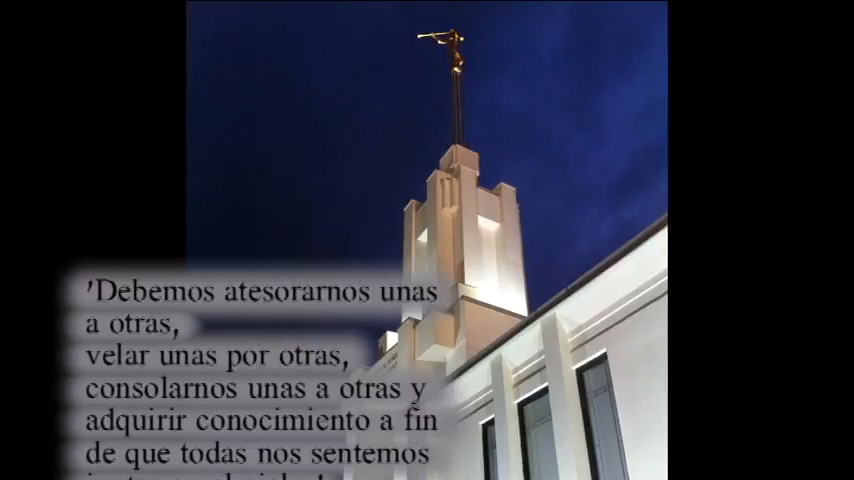 'Debemos atesorarnos unas
a otras,
velar unas por otras,
consolarnos unas a otras y
adquirir conocimiento a fin
de que todas nos sentemos